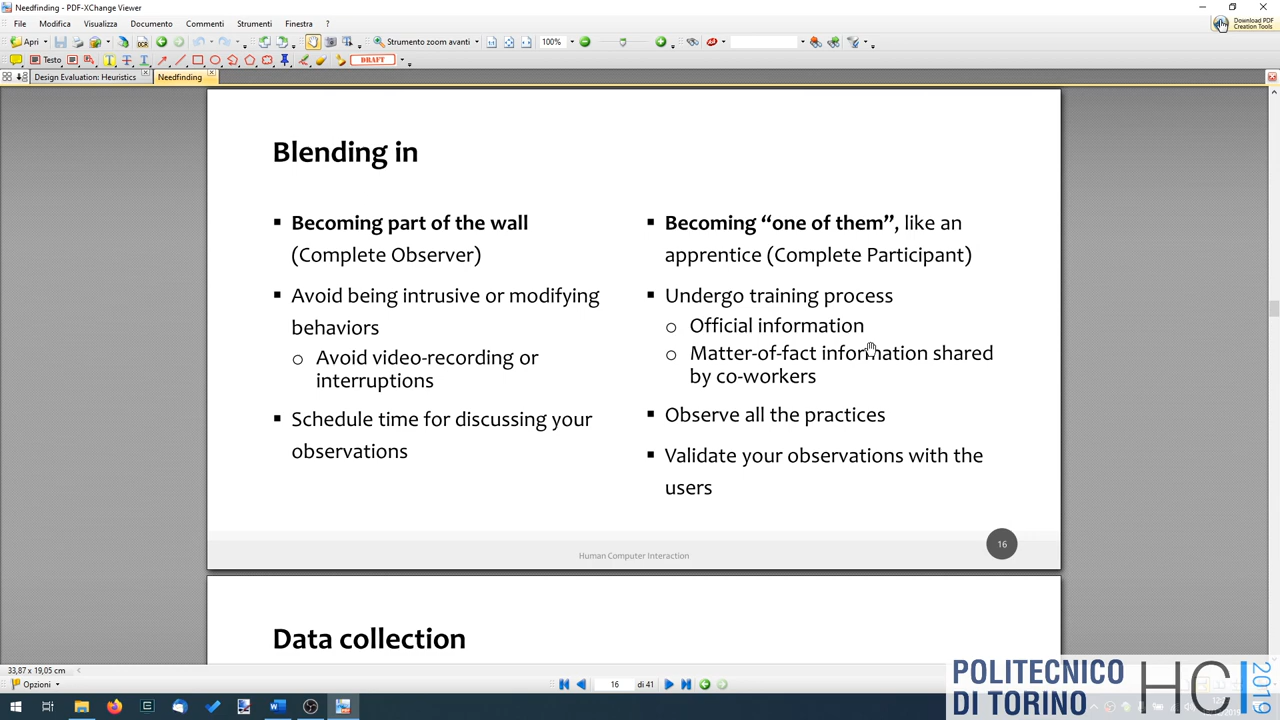 Needfinding - PDF-XChange Viewer
File Modifica Visualizza Documento Commenti Strumenti Finestra ?
Download PDF
Creation Tools
Apri
Strumento zoom avanti
100%
Testo
DRAFT
Design Evaluation: Heuristics
Needfinding
Blending in
▪ Becoming part of the wall
(Complete Observer)
▪ Avoid being intrusive or modifying
behaviors
o Avoid video-recording or
interruptions
▪ Schedule time for discussing your
observations
▪ Becoming “one of them”, like an
apprentice (Complete Participant)
▪ Undergo training process
o Official information
o Matter-of-fact information shared
by co-workers
▪ Observe all the practices
▪ Validate your observations with the
users
Human Computer Interaction
16
Data collection
33,87 x 19,05 cm
Opzioni
16 di 41
POLITECNICO
DI TORINO
HCI
2019